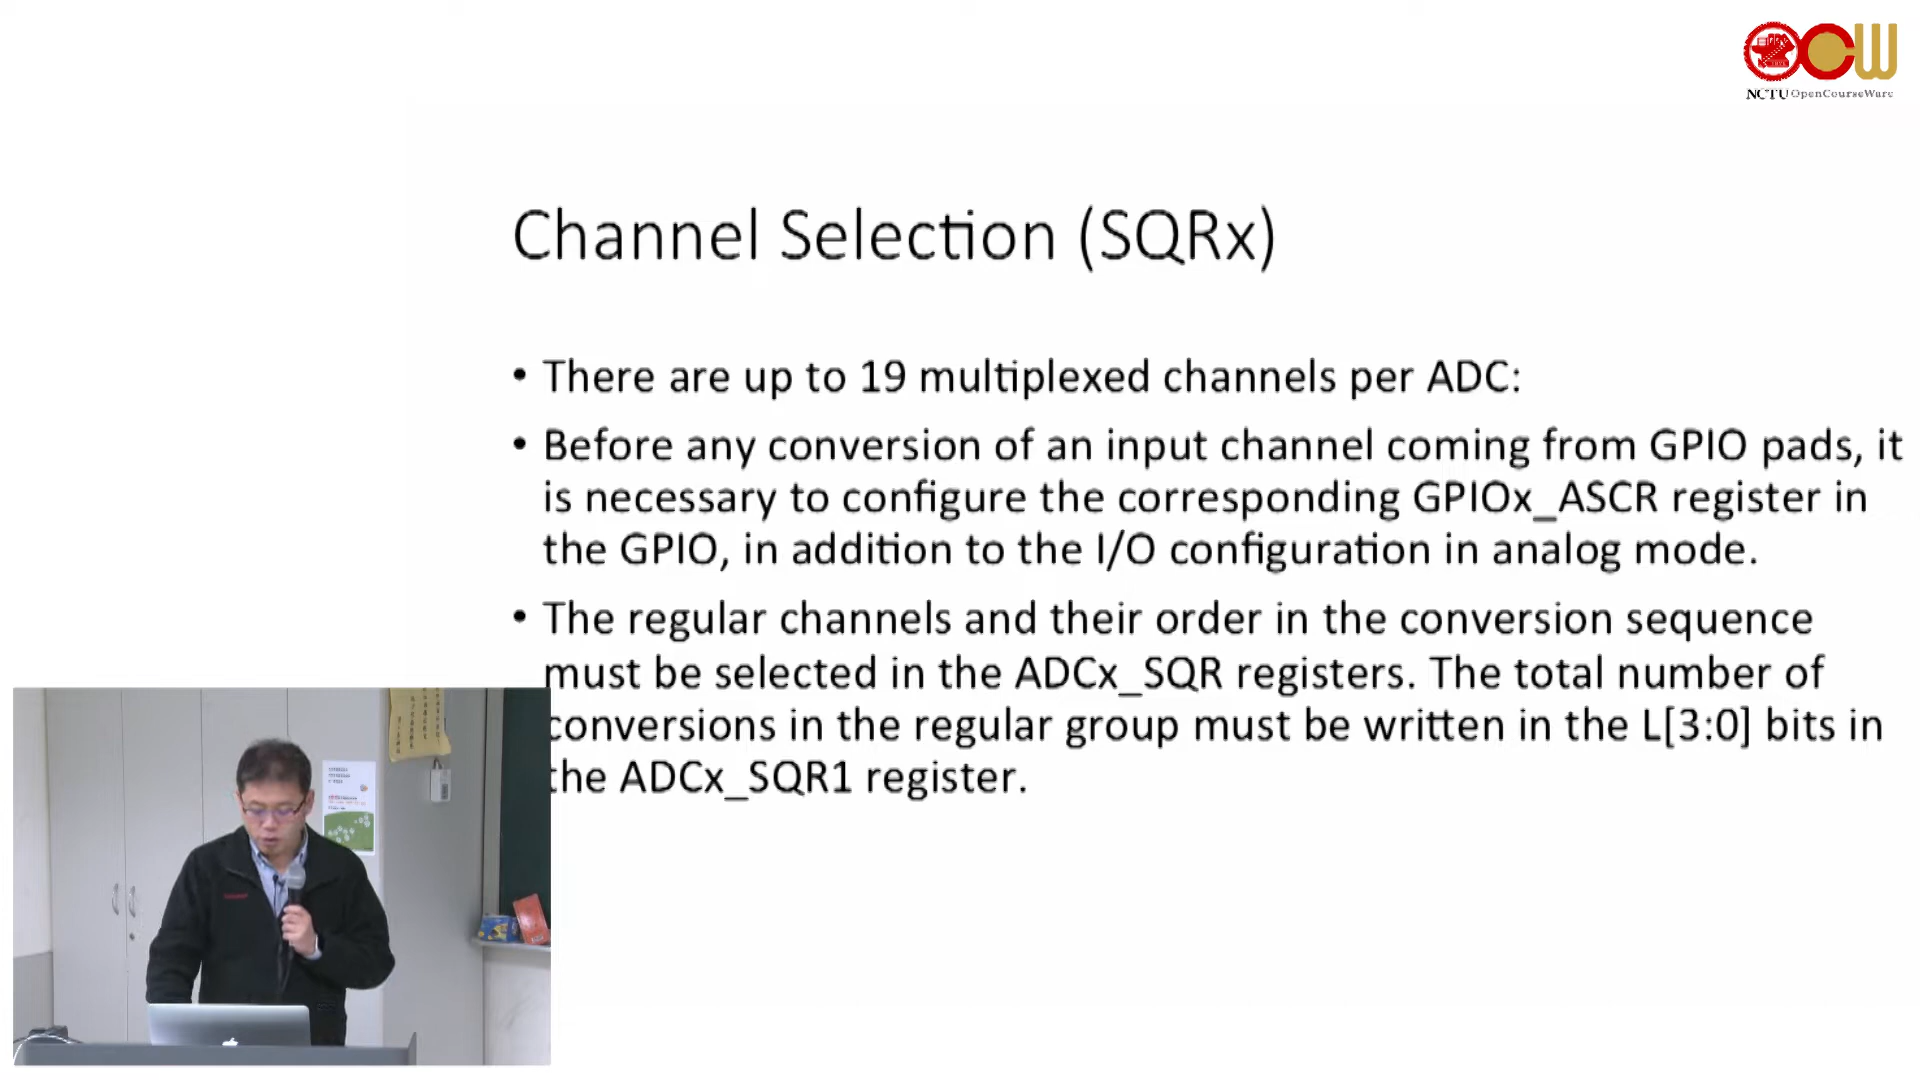 OCW
NCTU OpenCourseWare
Channel Selection (SQRx)
• There are up to 19 multiplexed channels per ADC:
• Before any conversion of an input channel coming from GPIO pads, it
is necessary to configure the corresponding GPIOx_ASCR register in
the GPIO, in addition to the I/O configuration in analog mode.
• The regular channels and their order in the conversion sequence
must be selected in the ADCx_SQR registers. The total number of
conversions in the regular group must be written in the L[3:0] bits in
the ADCx_SQR1 register.